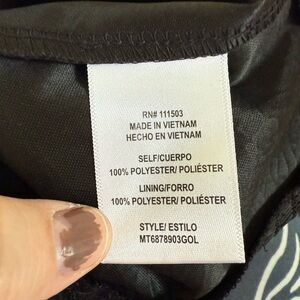 RN# 111503
MADE IN VIETNAM
HECHO EN VIETNAM
SELF/CUERPO
100% POLYESTER/ POLIÉSTER
LINING/FORRO
100% POLYESTER/ POLIÉSTER
STYLE/ ESTILO
MT6878903GOL